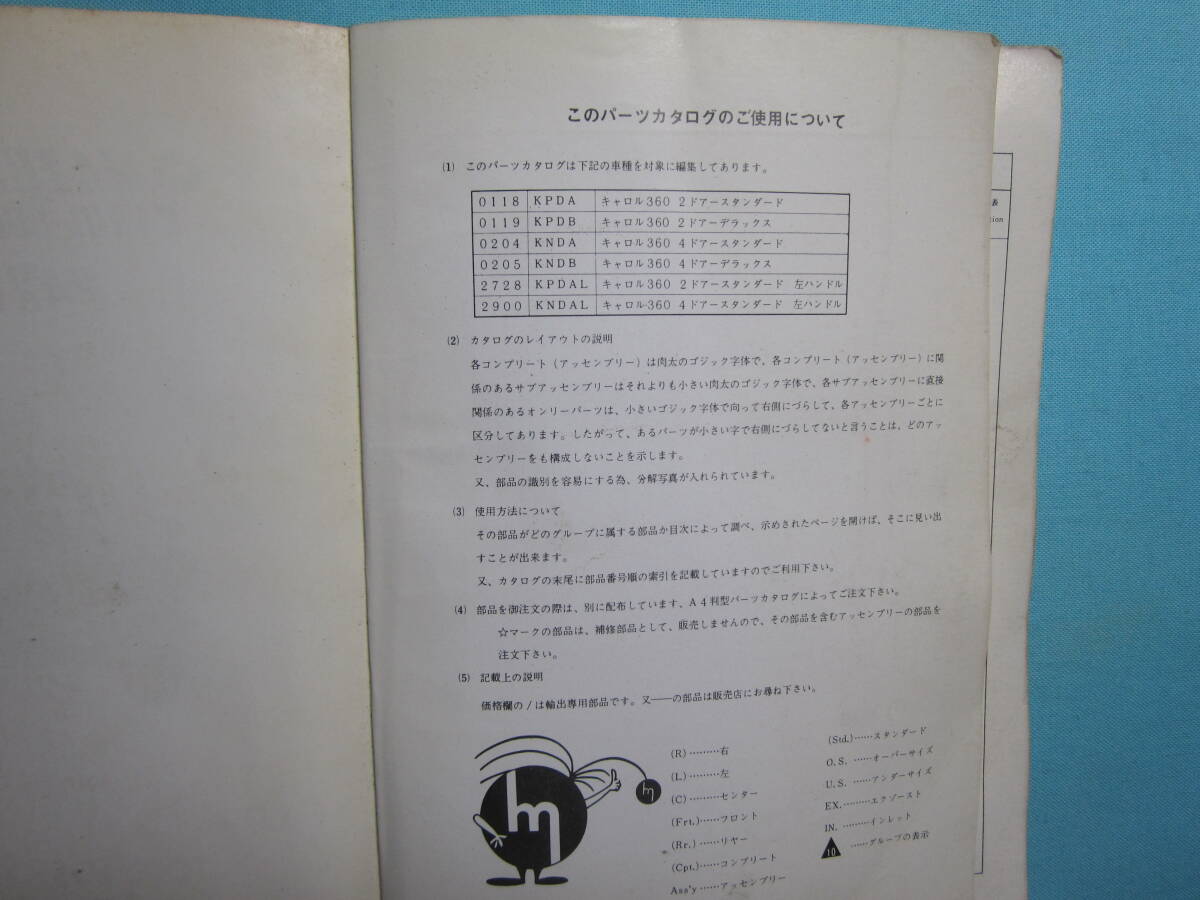 このパーツカタログのご使用について
(1) このパーツカタログは下記の車種を対象に編集してあります。
0118 KPDA キャロル360 2ドアースタンダード
0119 KPDB キャロル360 2ドアーデラックス
0204 KNDA キャロル360 4ドアースタンダード
0205 KNDB キャロル360 4ドアーデラックス
2728 KPDAL キャロル360 2ドアースタンダード 左ハンドル
2900 KNDAL キャロル360 4ドアースタンダード 左ハンドル
(2) カタログのレイアウトの説明
各コンプリート(アッセンブリー)は肉太のゴジック字体で、各コンプリート(アッセンブリー)に関
係のあるサブアッセンブリーはそれよりも小さい肉太のゴジック字体で、各サブアッセンブリーに直接
関係のあるオンリーパーツは、小さいゴジック字体で向って右側にづらして、各アッセンブリーごとに
区分してあります。したがって、あるパーツが小さい字で右側にづらしてないと言うことは、どのアッ
センブリーをも構成しないことを示します。
又、部品の識別を容易にする為、分解写真が入れられています。
(3) 使用方法について
その部品がどのグループに属する部品か目次によって調べ、示めされたページを開けば、そこに見い出
すことが出来ます。
又、カタログの末尾に部品番号順の索引を記載していますのでご利用下さい。
(4) 部品を御注文の際は、別に配布しています、A4判型パーツカタログによってご注文下さい。
☆マークの部品は、補修部品として、販売しませんので、その部品を含むアッセンブリーの部品を
注文下さい。
(5) 記載上の説明
価格欄の/は輸出専用部品です。又──の部品は販売店にお尋ね下さい。
(R)………右
(L)………左
(C)………センター
(Frt.)……フロント
(Rr.)……リヤー
(Cpt.)……コンプリート
Ass'y……アッセンブリー
(Std.)……スタンダード
O.S.……オーバーサイズ
U.S.……アンダーサイズ
EX.………エクゾースト
IN.………インレット
10……グループの表示
表
tion